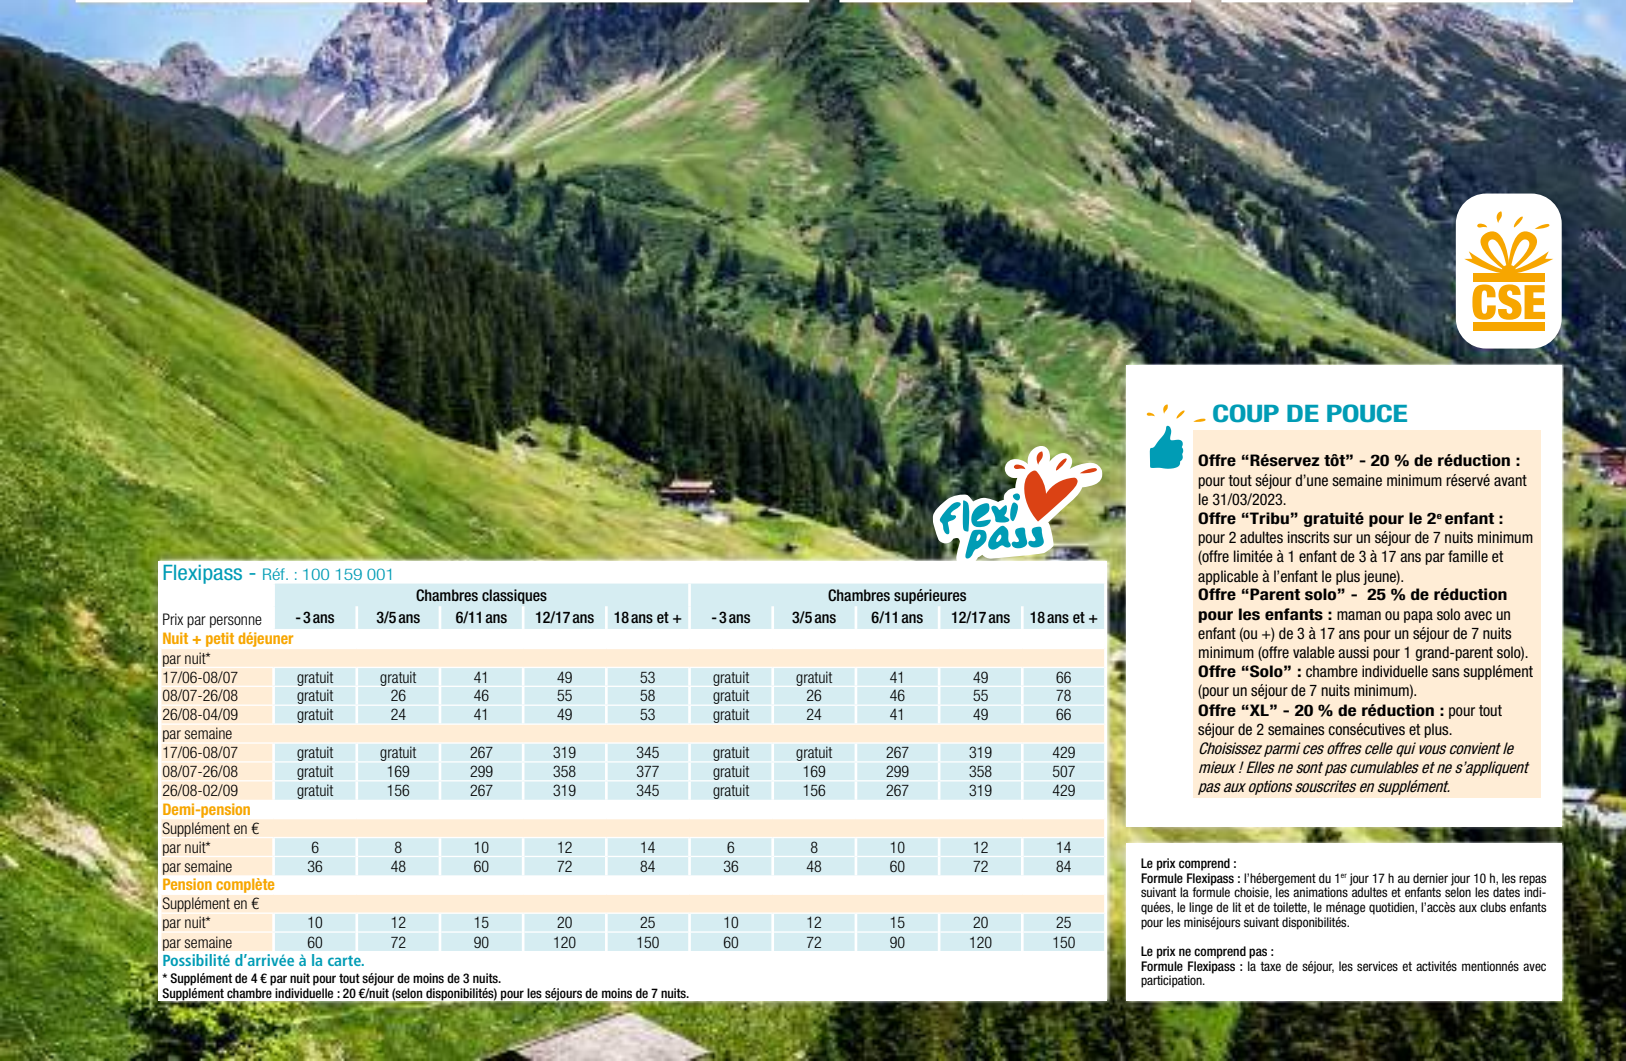 CSE
COUP DE POUCE
Offre “Réservez tôt” - 20 % de réduction :
pour tout séjour d’une semaine minimum réservé avant
le 31/03/2023.
Offre “Tribu” gratuité pour le 2e enfant :
pour 2 adultes inscrits sur un séjour de 7 nuits minimum
(offre limitée à 1 enfant de 3 à 17 ans par famille et
applicable à l’enfant le plus jeune).
Offre “Parent solo” - 25 % de réduction
pour les enfants : maman ou papa solo avec un
enfant (ou +) de 3 à 17 ans pour un séjour de 7 nuits
minimum (offre valable aussi pour 1 grand-parent solo).
Offre “Solo” : chambre individuelle sans supplément
(pour un séjour de 7 nuits minimum).
Offre “XL” - 20 % de réduction : pour tout
séjour de 2 semaines consécutives et plus.
Choisissez parmi ces offres celle qui vous convient le
mieux ! Elles ne sont pas cumulables et ne s’appliquent
pas aux options souscrites en supplément.
Flexi
pass
Flexipass - Réf. : 100 159 001
Chambres classiques Chambres supérieures
Prix par personne - 3 ans 3/5 ans 6/11 ans 12/17 ans 18 ans et + - 3 ans 3/5 ans 6/11 ans 12/17 ans 18 ans et +
Nuit + petit déjeuner
par nuit*
17/06-08/07 gratuit gratuit 41 49 53 gratuit gratuit 41 49 66
08/07-26/08 gratuit 26 46 55 58 gratuit 26 46 55 78
26/08-04/09 gratuit 24 41 49 53 gratuit 24 41 49 66
par semaine
17/06-08/07 gratuit gratuit 267 319 345 gratuit gratuit 267 319 429
08/07-26/08 gratuit 169 299 358 377 gratuit 169 299 358 507
26/08-02/09 gratuit 156 267 319 345 gratuit 156 267 319 429
Demi-pension
Supplément en €
par nuit* 6 8 10 12 14 6 8 10 12 14
par semaine 36 48 60 72 84 36 48 60 72 84
Pension complète
Supplément en €
par nuit* 10 12 15 20 25 10 12 15 20 25
par semaine 60 72 90 120 150 60 72 90 120 150
Possibilité d’arrivée à la carte.
* Supplément de 4 € par nuit pour tout séjour de moins de 3 nuits.
Supplément chambre individuelle : 20 €/nuit (selon disponibilités) pour les séjours de moins de 7 nuits.
Le prix comprend :
Formule Flexipass : l’hébergement du 1er jour 17 h au dernier jour 10 h, les repas
suivant la formule choisie, les animations adultes et enfants selon les dates indi-
quées, le linge de lit et de toilette, le ménage quotidien, l’accès aux clubs enfants
pour les miniséjours suivant disponibilités.
Le prix ne comprend pas :
Formule Flexipass : la taxe de séjour, les services et activités mentionnés avec
participation.